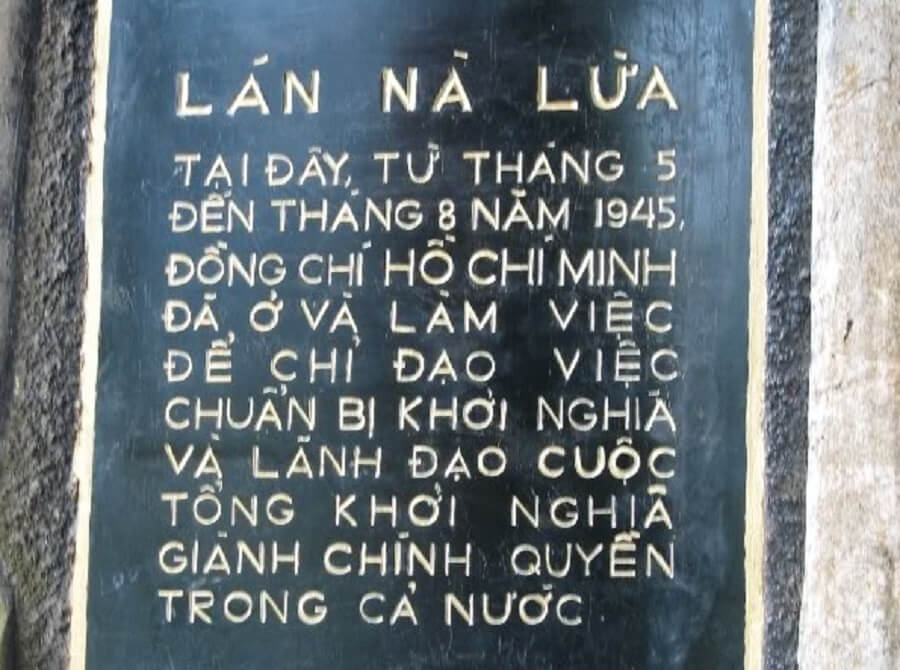 LÁN NÀ LỪA
TẠI ĐÂY, TỪ THÁNG 5
ĐẾN THÁNG 8 NĂM 1945,
ĐỒNG CHÍ HỒ CHÍ MINH
ĐÃ Ở VÀ LÀM VIỆC
ĐỂ CHỈ ĐẠO VIỆC
CHUẨN BỊ KHỞI NGHĨA
VÀ LÃNH ĐẠO CUỘC
TỔNG KHỞI NGHĨA
GIÀNH CHÍNH QUYỀN
TRONG CẢ NƯỚC.